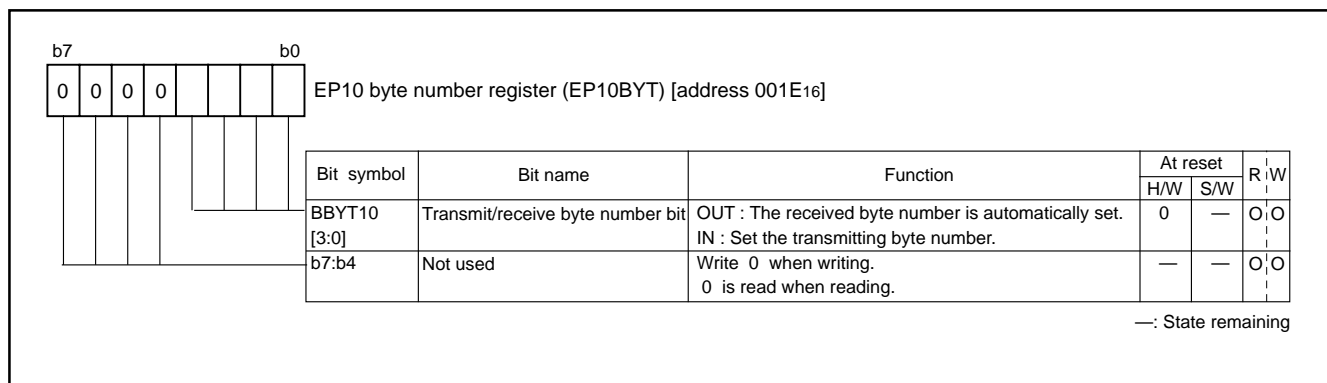 b7 b0
0 0 0 0
EP10 byte number register (EP10BYT) [address 001E16]
Bit symbol Bit name Function At reset R W
H/W S/W
BBYT10 Transmit/receive byte number bit OUT : The received byte number is automatically set. 0 — O O
[3:0] IN : Set the transmitting byte number.
b7:b4 Not used Write 0 when writing. — — O O
0 is read when reading.
—: State remaining